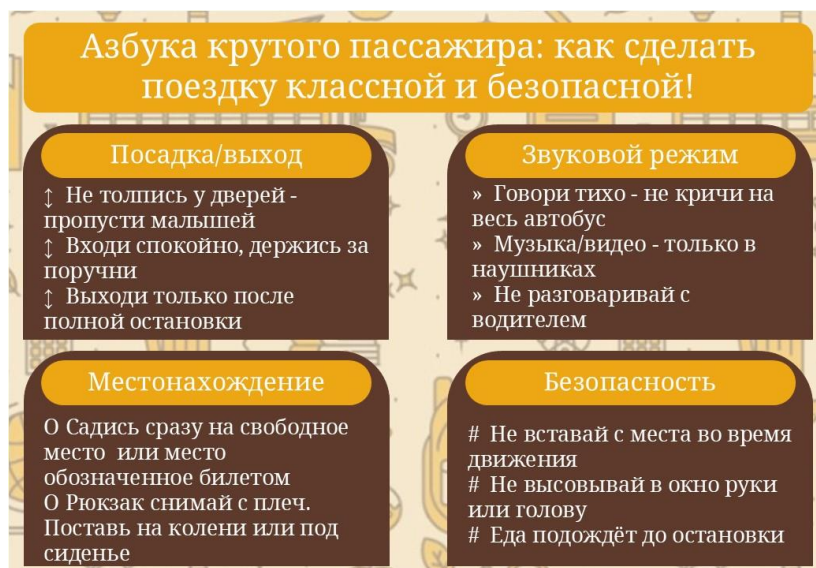 Азбука крутого пассажира: как сделать
поездку классной и безопасной!
Посадка/выход
↕ Не толпись у дверей -
пропусти малышей
↕ Входи спокойно, держись за
поручни
↕ Выходи только после
полной остановки
Звуковой режим
» Говори тихо - не кричи на
весь автобус
» Музыка/видео - только в
наушниках
» Не разговаривай с
водителем
Местонахождение
О Садись сразу на свободное
место или место
обозначенное билетом
О Рюкзак снимай с плеч.
Поставь на колени или под
сиденье
Безопасность
# Не вставай с места во время
движения
# Не высовывай в окно руки
или голову
# Еда подождёт до остановки